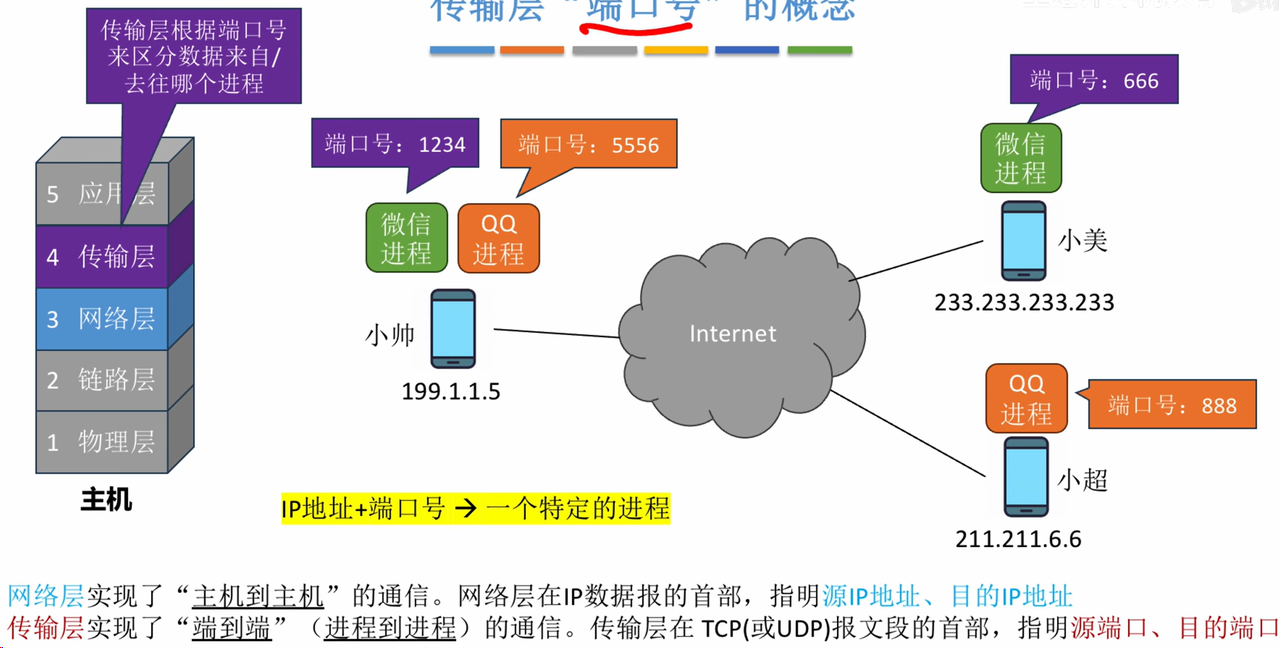 传输层“端口号”的概念
传输层根据端口号
来区分数据来自/
去往哪个进程
端口号：666
端口号：1234
端口号：5556
微信
进程
5 应用层
微信
进程
QQ
进程
4 传输层
小美
233.233.233.233
3 网络层
小帅
Internet
199.1.1.5
2 链路层
QQ
进程
端口号：888
1 物理层
小超
主机
IP地址+端口号 → 一个特定的进程
211.211.6.6
网络层实现了“主机到主机”的通信。网络层在IP数据报的首部，指明源IP地址、目的IP地址
传输层实现了“端到端”（进程到进程）的通信。传输层在 TCP(或UDP)报文段的首部，指明源端口、目的端口